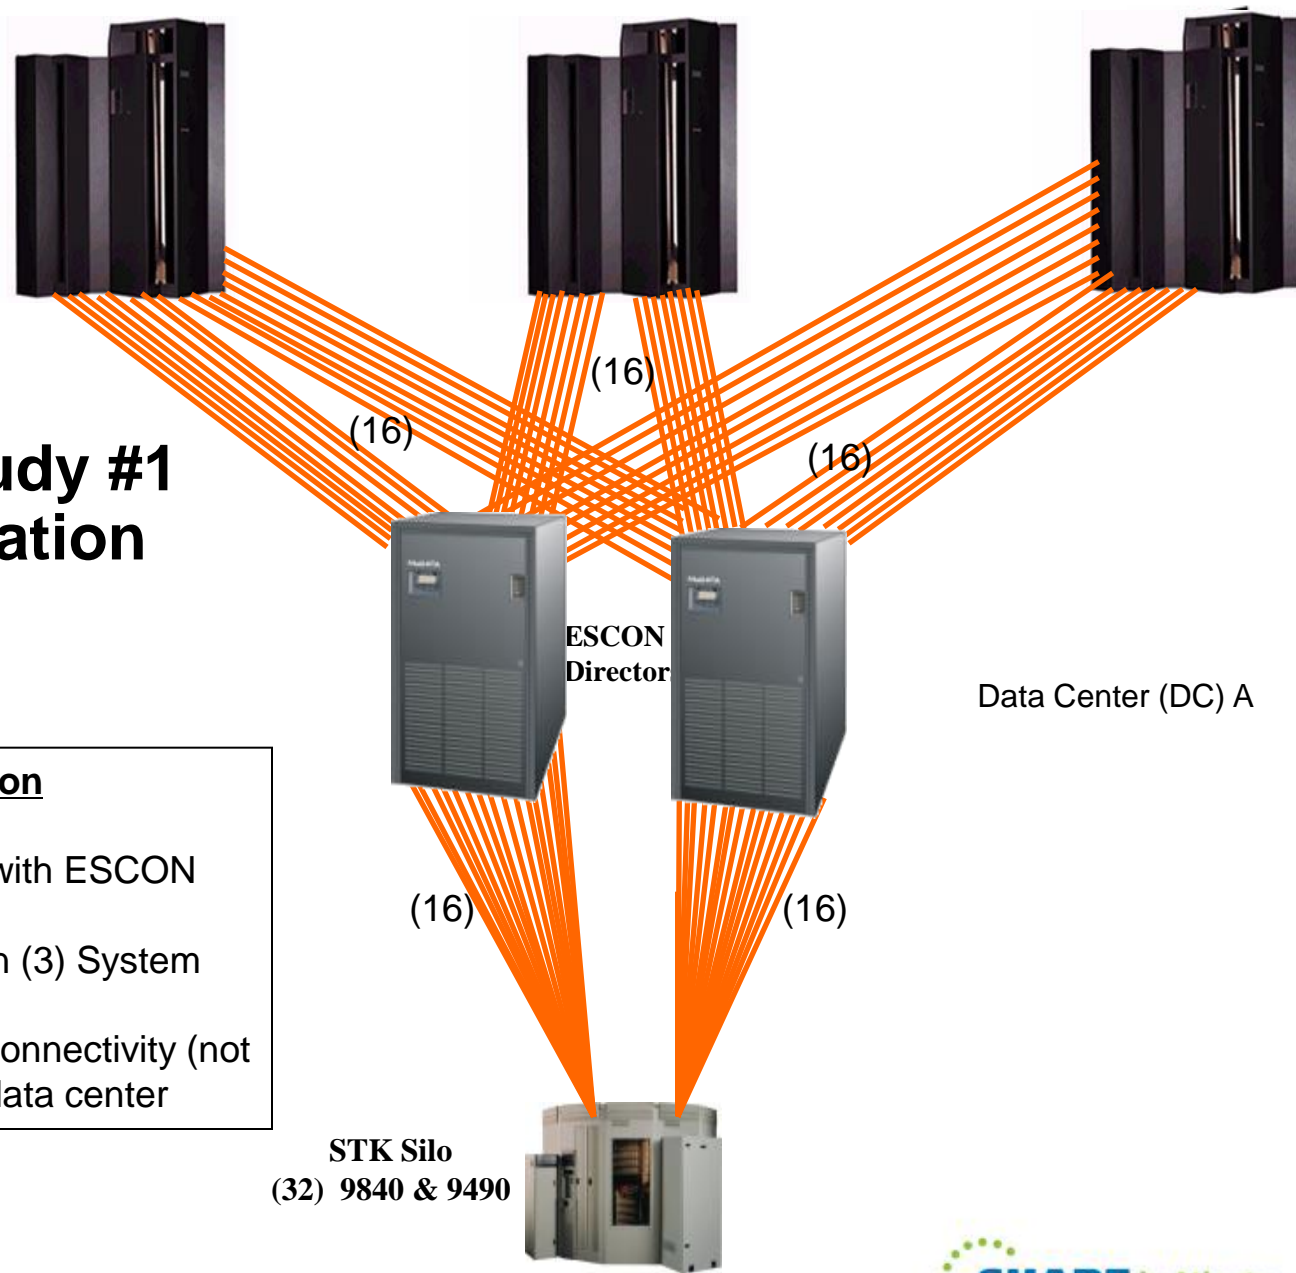 (16)
(16)
(16)
udy #1
ation
ESCON
Director
Data Center (DC) A
on
with ESCON
n (3) System
onnectivity (not
data center
(16)
(16)
STK Silo
(32) 9840 & 9490